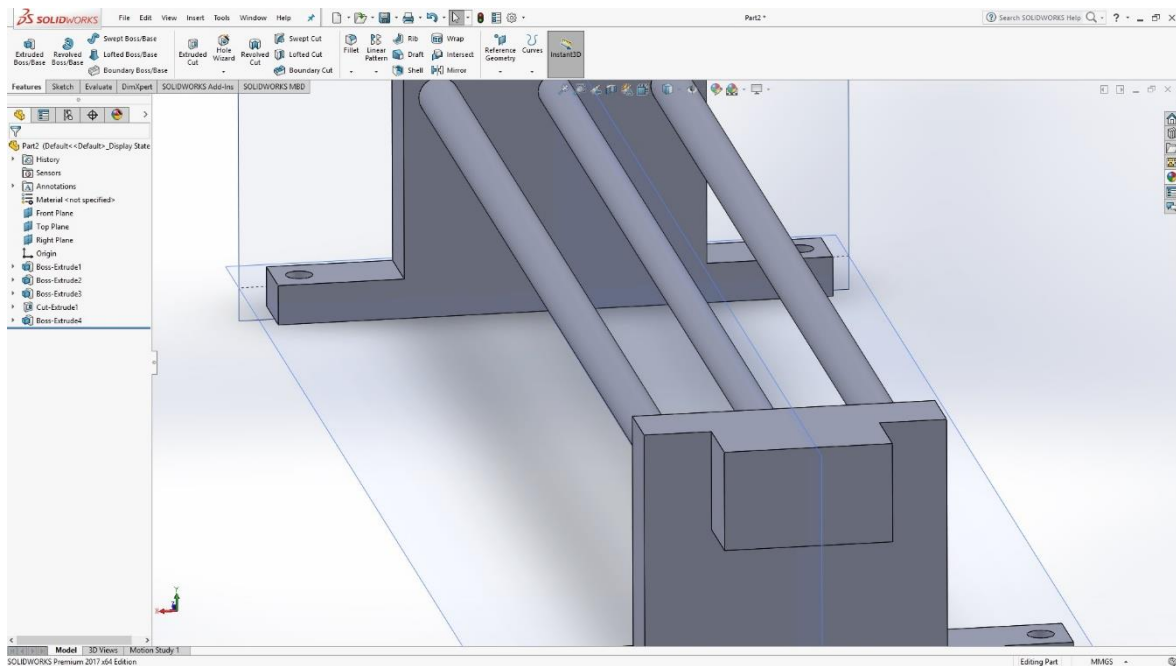 SOLIDWORKS File Edit View Insert Tools Window Help Part2 * Search SOLIDWORKS Help
Extruded Boss/Base
Revolved Boss/Base
Swept Boss/Base
Lofted Boss/Base
Boundary Boss/Base
Extruded Cut
Hole Wizard
Revolved Cut
Swept Cut
Lofted Cut
Boundary Cut
Fillet
Linear Pattern
Rib
Draft
Shell
Wrap
Intersect
Mirror
Reference Geometry
Curves
Instant3D
Features Sketch Evaluate DimXpert SOLIDWORKS Add-Ins SOLIDWORKS MBD
Part2 (Default<<Default>_Display State
History
Sensors
Annotations
Material <not specified>
Front Plane
Top Plane
Right Plane
Origin
Boss-Extrude1
Boss-Extrude2
Boss-Extrude3
Cut-Extrude1
Boss-Extrude4
Model 3D Views Motion Study 1
SOLIDWORKS Premium 2017 x64 Edition Editing Part MMGS